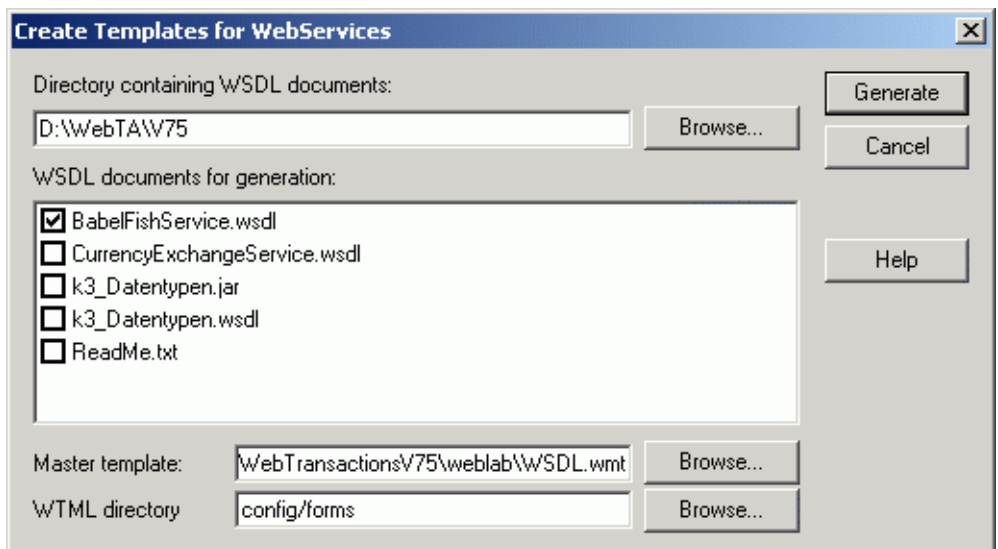 Create Templates for WebServices
Directory containing WSDL documents:
Generate
D:\WebTA\V75
Browse...
Cancel
WSDL documents for generation:
BabelFishService.wsdl
CurrencyExchangeService.wsdl
Help
k3_Datentypen.jar
k3_Datentypen.wsdl
ReadMe.txt
Master template:
WebTransactionsV75\weblab\WSDL.wmt
Browse...
WTML directory
config/forms
Browse...